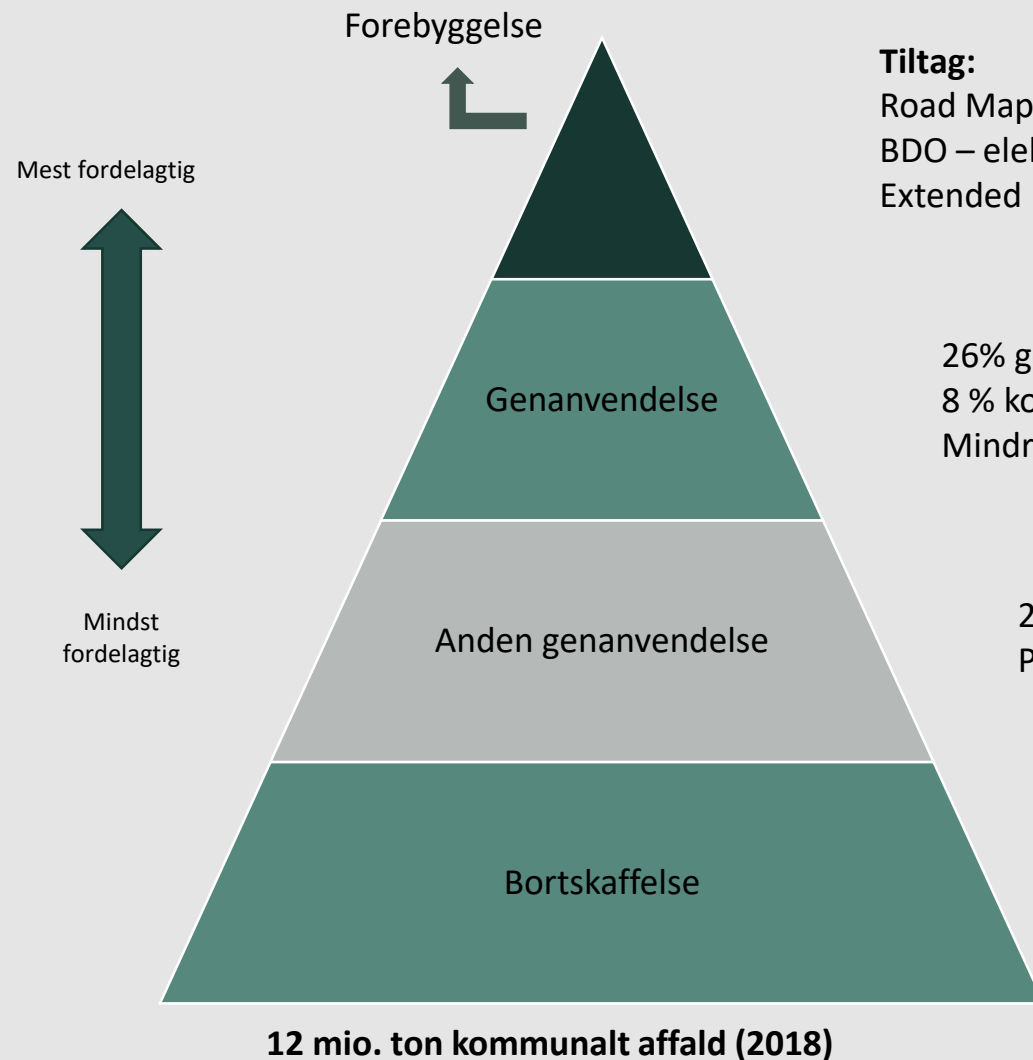 Forebyggelse
Mest fordelagtig
Mindst
fordelagtig
Genanvendelse
Anden genanvendelse
Bortskaffelse
12 mio. ton kommunalt affald (2018)
Tiltag:
Road Map
BDO –
Extended
26%
8 %